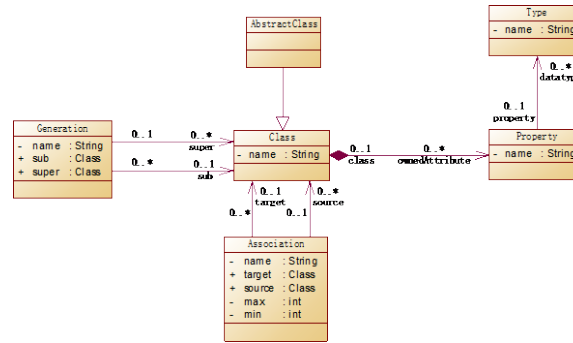 AbstractClass
Type
- name : String
0..*
0..1
property
Generation
- name : String
+ sub : Class
+ super : Class
0..1
0..*
super
0..*
0..1
sub
Class
- name : String
0..1
class
0..*
ownedAttribute
Property
- name : String
0..1
target
0..*
0..*
source
0..1
Association
- name : String
+ target : Class
+ source : Class
- max : int
- min : int